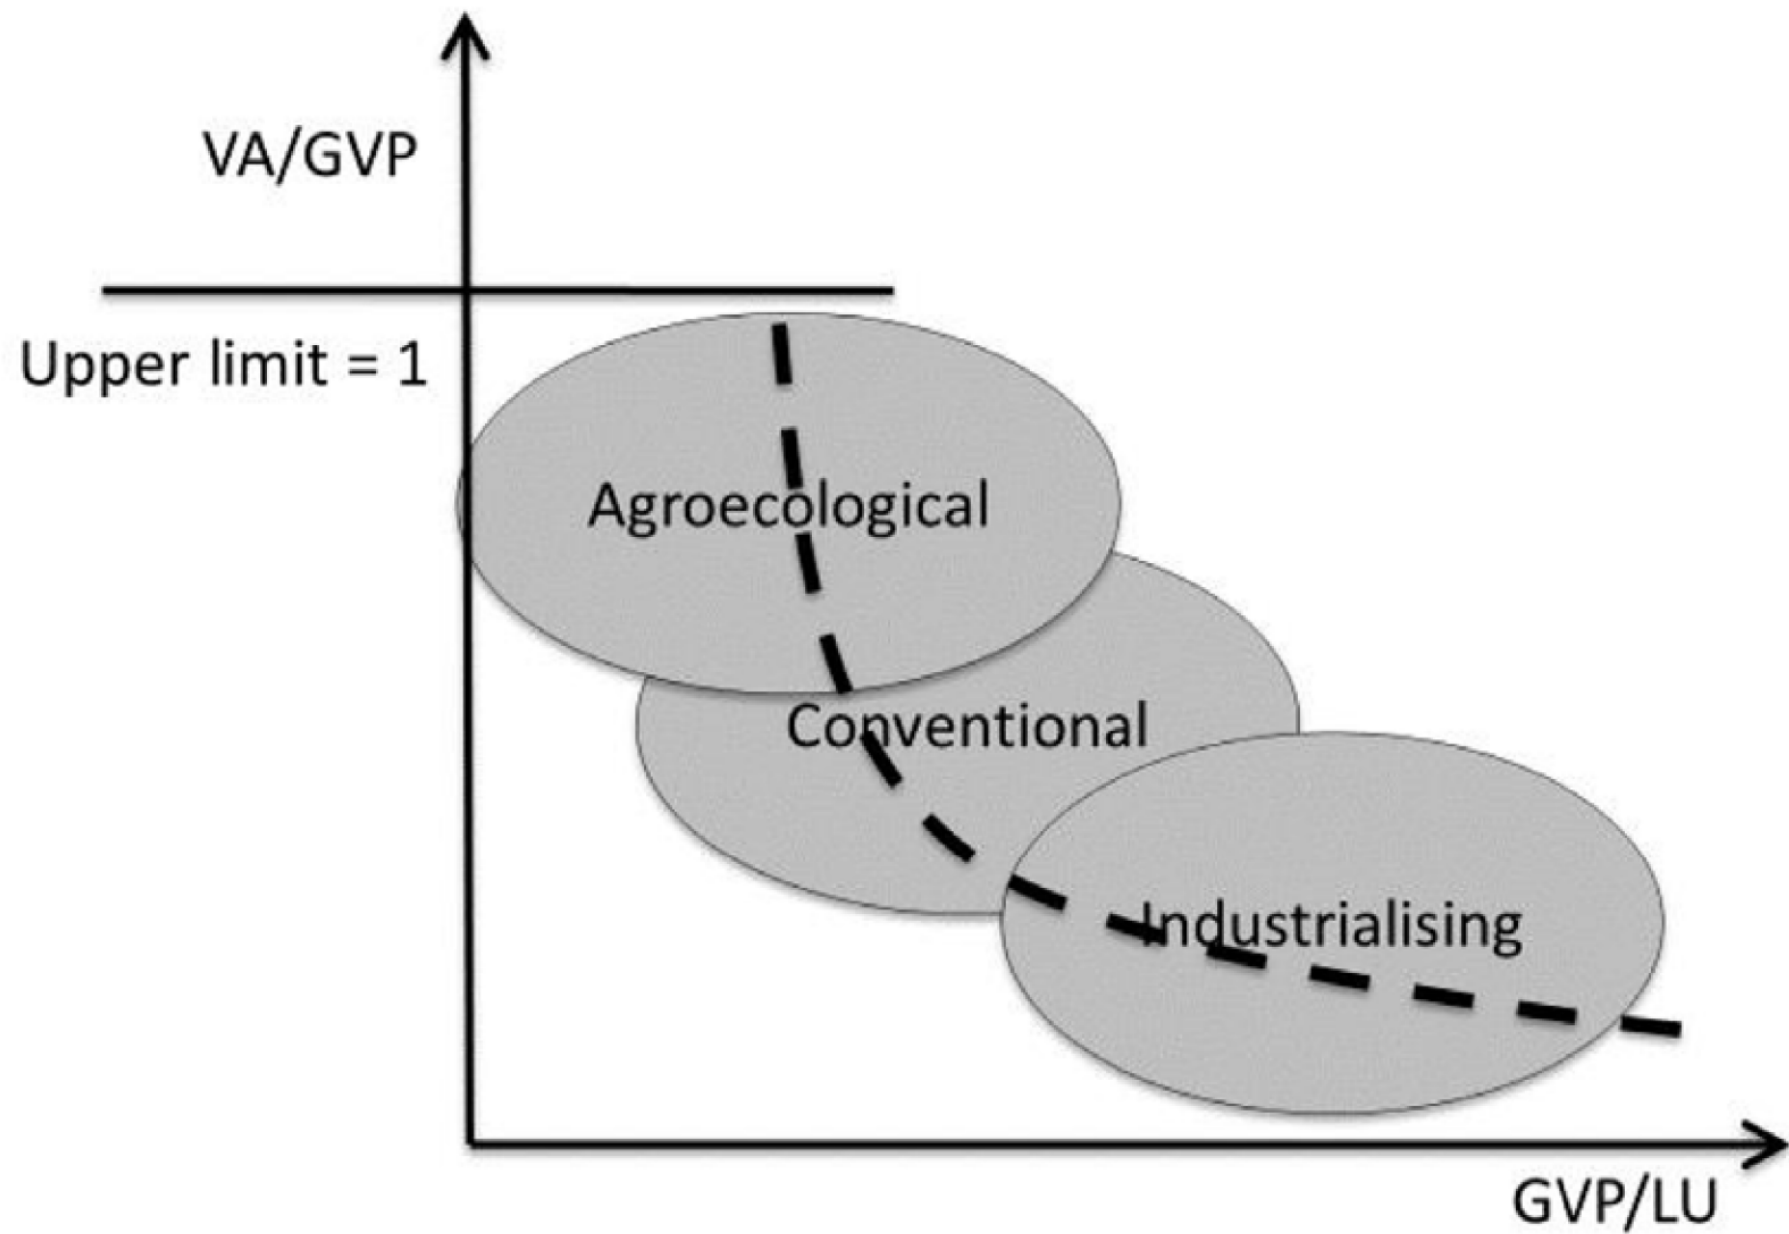 VA/GVP
Upper limit = 1
Agroecological
Conventional
Industrialising
GVP/LU